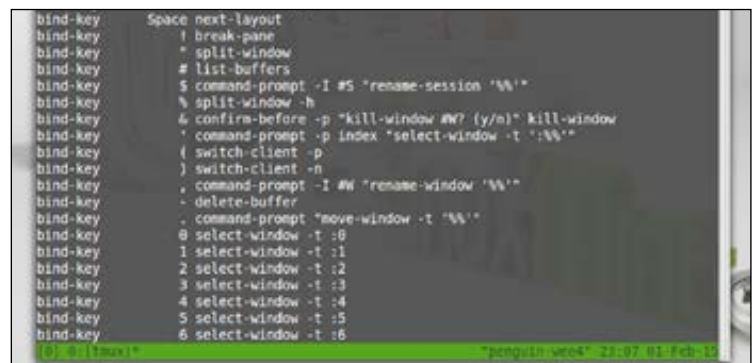 bind-key Space next-layout
bind-key ! break-pane
bind-key " split-window
bind-key # list-buffers
bind-key $ command-prompt -I #S "rename-session '%%'"
bind-key % split-window -h
bind-key & confirm-before -p "kill-window #W? (y/n)" kill-window
bind-key ' command-prompt -p index "select-window -t ':%%'"
bind-key ( switch-client -p
bind-key ) switch-client -n
bind-key , command-prompt -I #W "rename-window '%%'"
bind-key - delete-buffer
bind-key . command-prompt "move-window -t '%%'"
bind-key 0 select-window -t :0
bind-key 1 select-window -t :1
bind-key 2 select-window -t :2
bind-key 3 select-window -t :3
bind-key 4 select-window -t :4
bind-key 5 select-window -t :5
bind-key 6 select-window -t :6
[0] 0:[tmux]* "penguin-wee4" 23:07 01-Feb-15